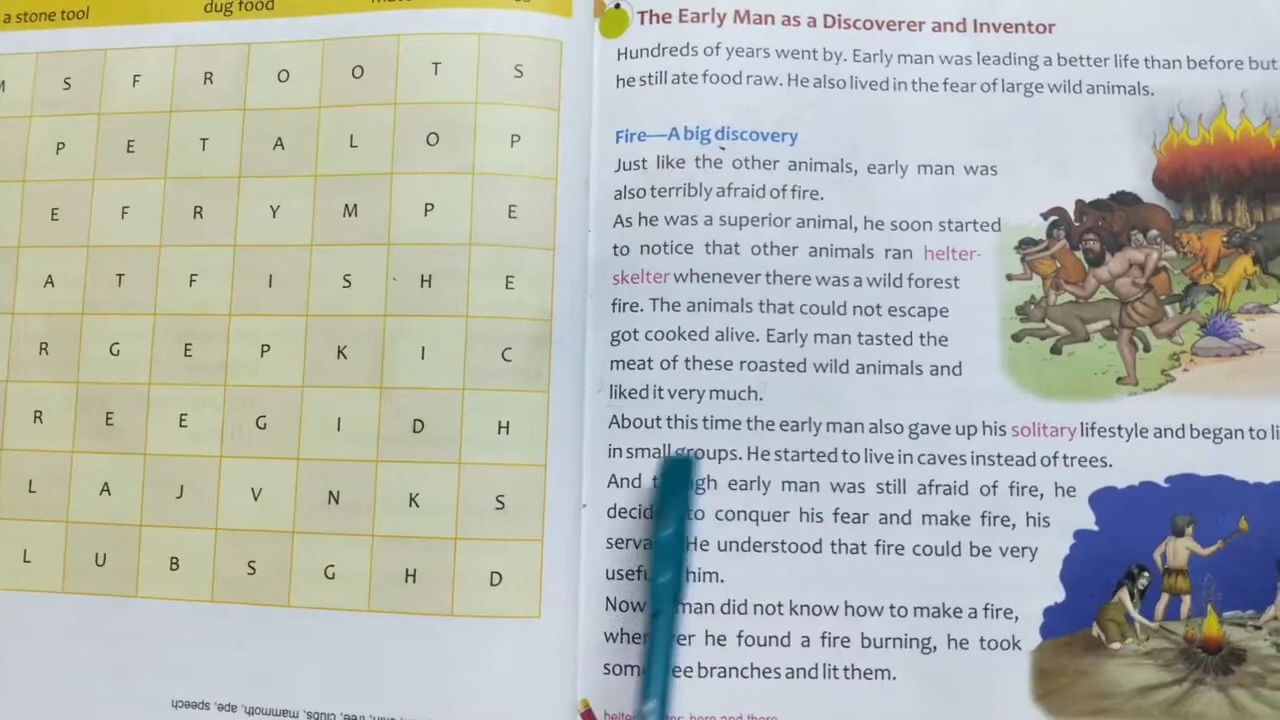 a stone tool
dug food
S F R O O T S
P E T A L O P
E F R Y M P E
A T F I S H E
R G E P K I C
R E E G I D H
L A J V N K S
L U B S G H D
tree, clubs, mammoth, ape, speech
The Early Man as a Discoverer and Inventor
Hundreds of years went by. Early man was leading a better life than before but
he still ate food raw. He also lived in the fear of large wild animals.
Fire—A big discovery
Just like the other animals, early man was
also terribly afraid of fire.
As he was a superior animal, he soon started
to notice that other animals ran helter-
skelter whenever there was a wild forest
fire. The animals that could not escape
got cooked alive. Early man tasted the
meat of these roasted wild animals and
liked it very much.
About this time the early man also gave up his solitary lifestyle and began to
in small groups. He started to live in caves instead of trees.
And early man was still afraid of fire, he
to conquer his fear and make fire, his
He understood that fire could be very
him.
Now man did not know how to make a fire,
he found a fire burning, he took
branches and lit them.
here and there